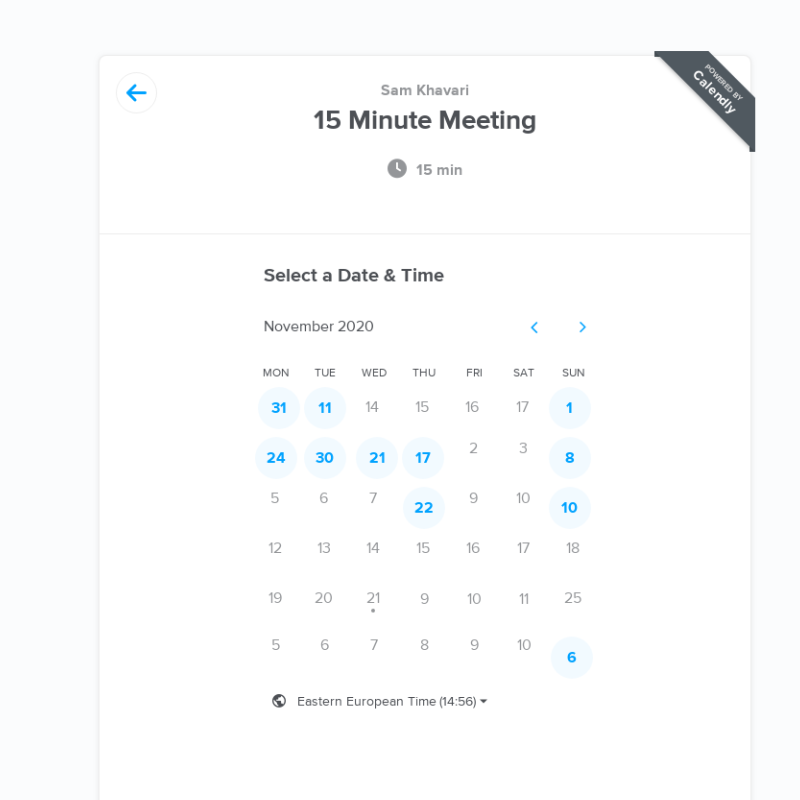 POWERED BY
Calendly
Sam Khavari
15 Minute Meeting
15 min
Select a Date & Time
November 2020
MON TUE WED THU FRI SAT SUN
31 11 14 15 16 17 1
24 30 21 17 2 3 8
5 6 7 22 9 10 10
12 13 14 15 16 17 18
19 20 21 9 10 11 25
5 6 7 8 9 10 6
Eastern European Time (14:56)